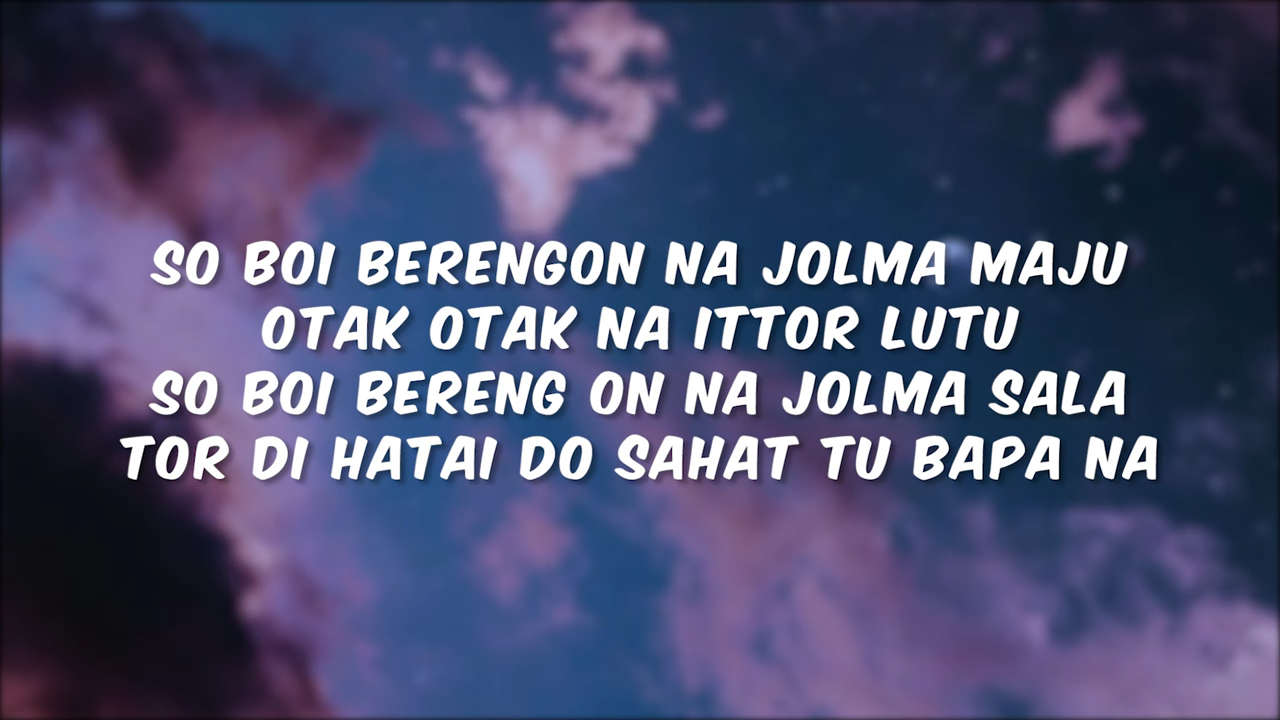 SO BOI BERENGON NA JOLMA MAJU
OTAK OTAK NA ITTOR LUTU
SO BOI BERENG ON NA JOLMA SALA
TOR DI HATAI DO SAHAT TU BAPA NA